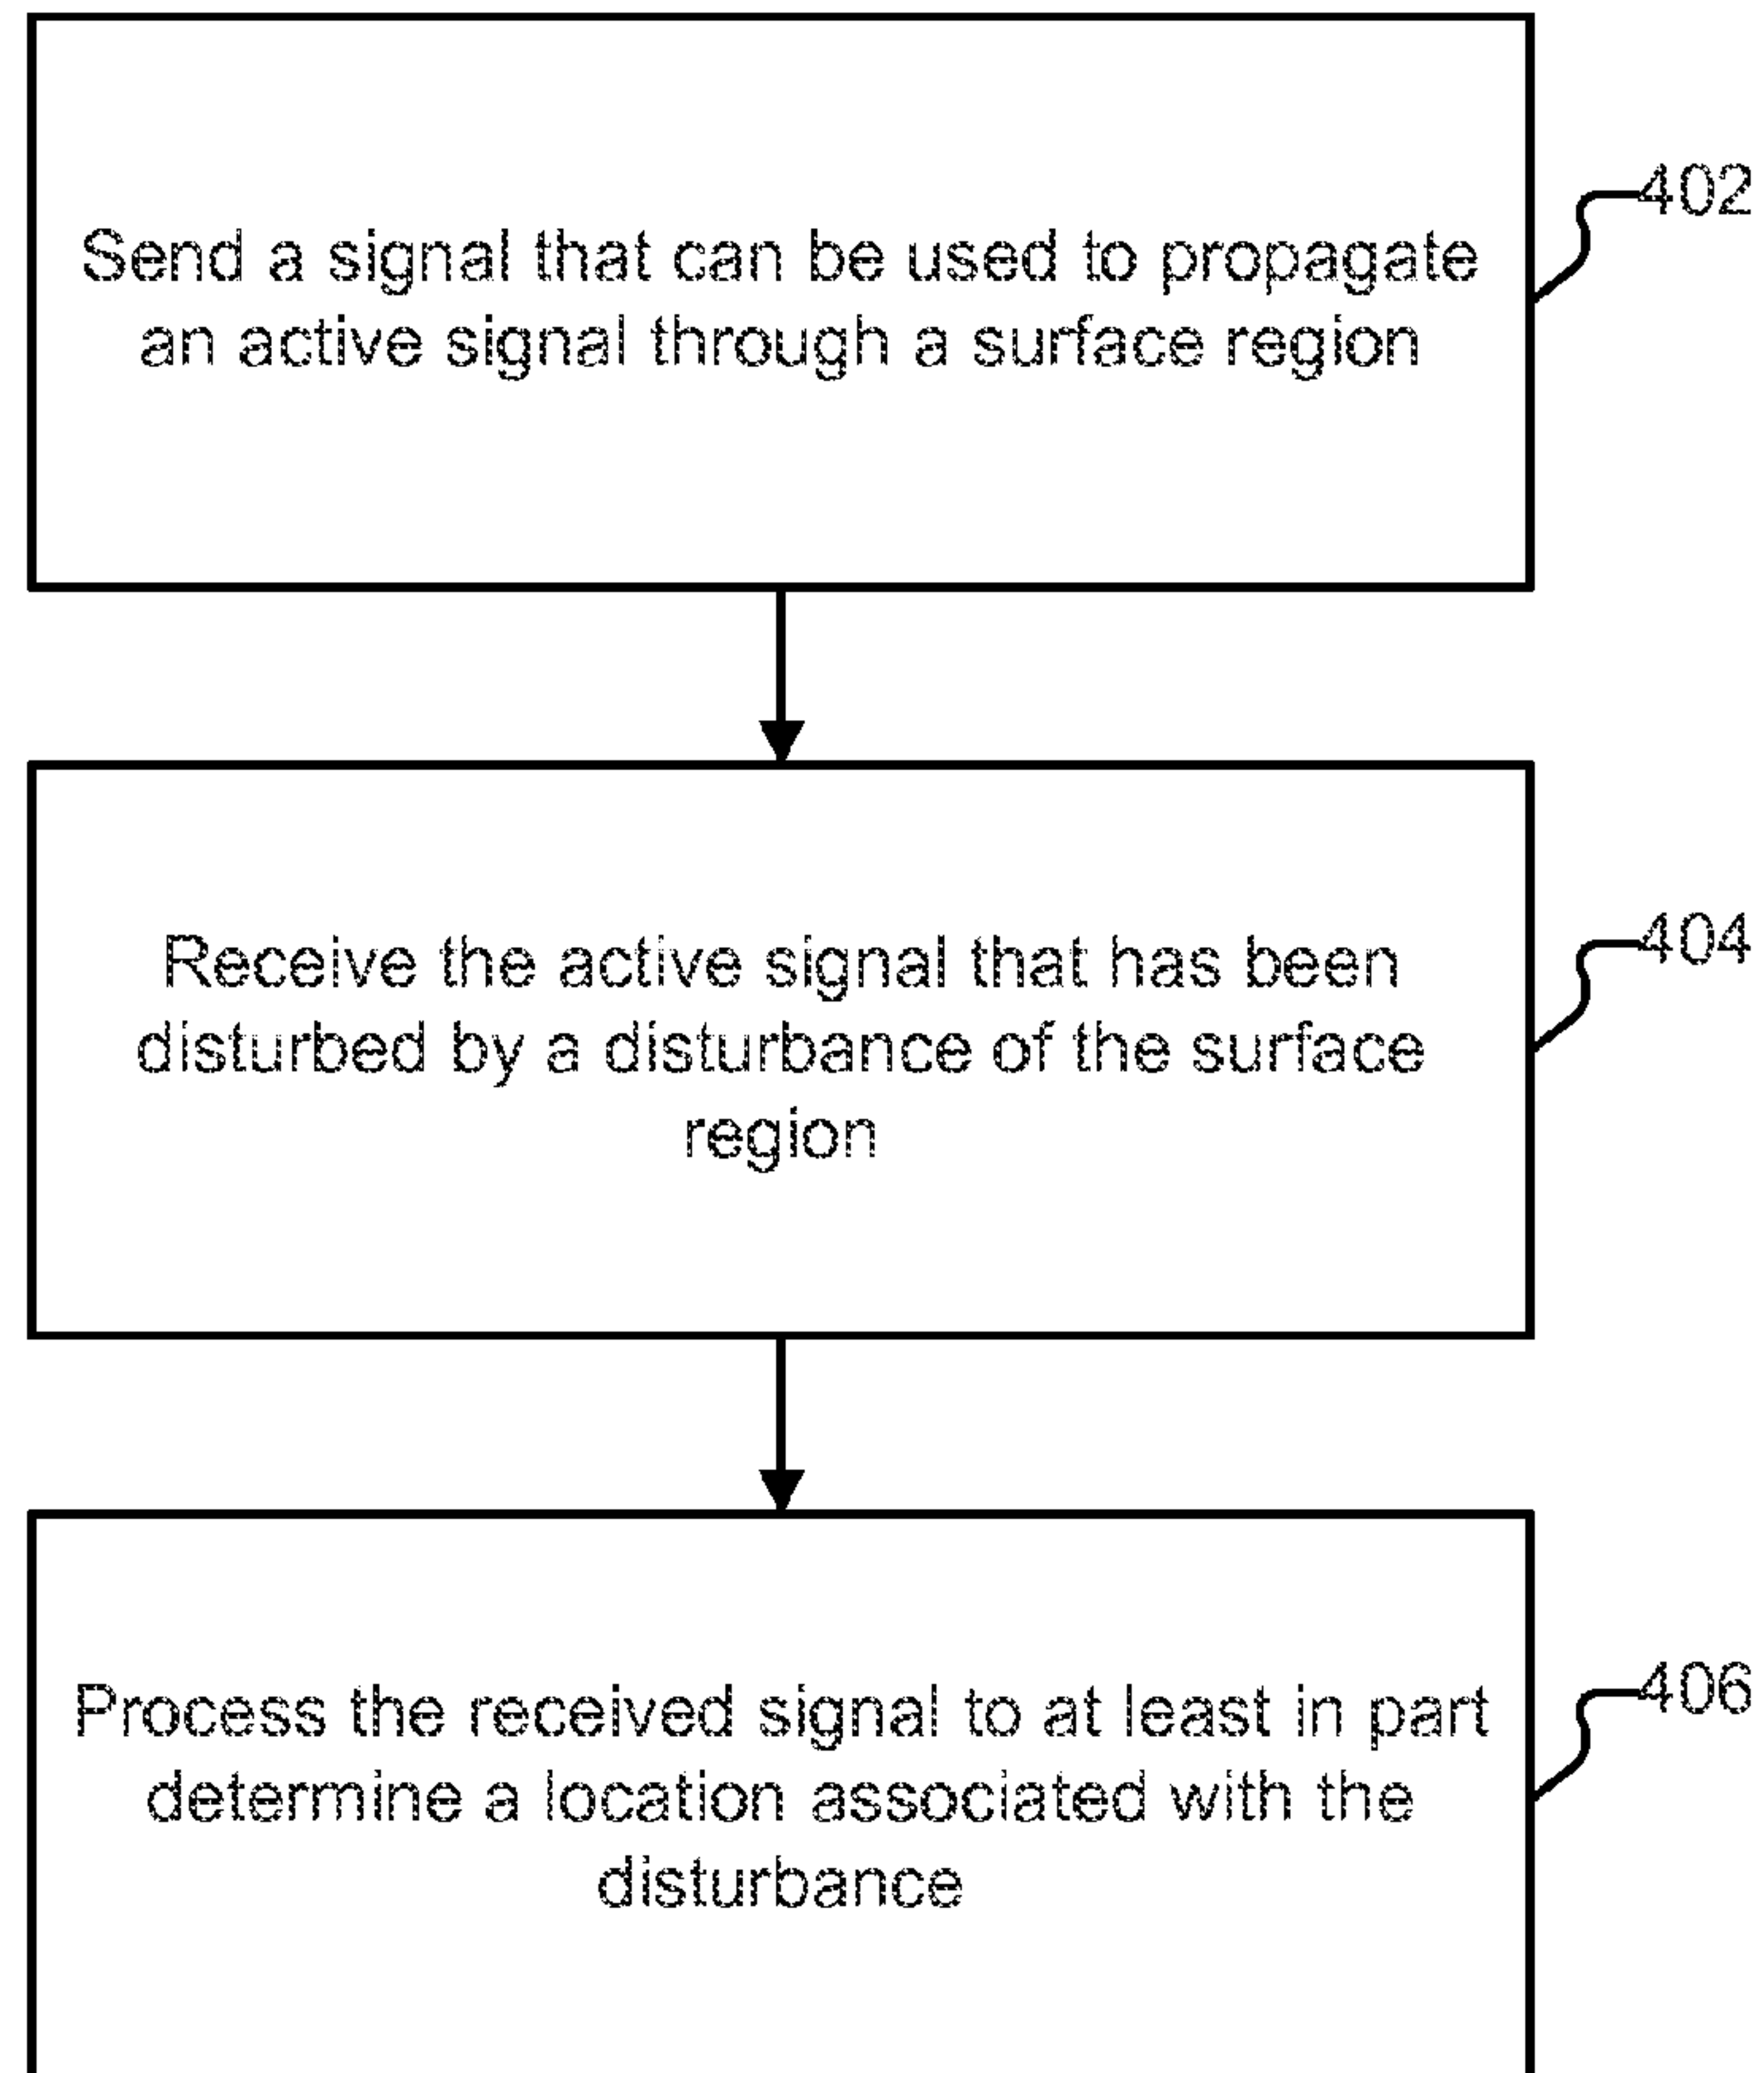 402
Send a signal that can be used to propagate
an active signal through a surface region
404
Receive the active signal that has been
disturbed by a disturbance of the surface
region
406
Process the received signal to at least in part
determine a location associated with the
disturbance